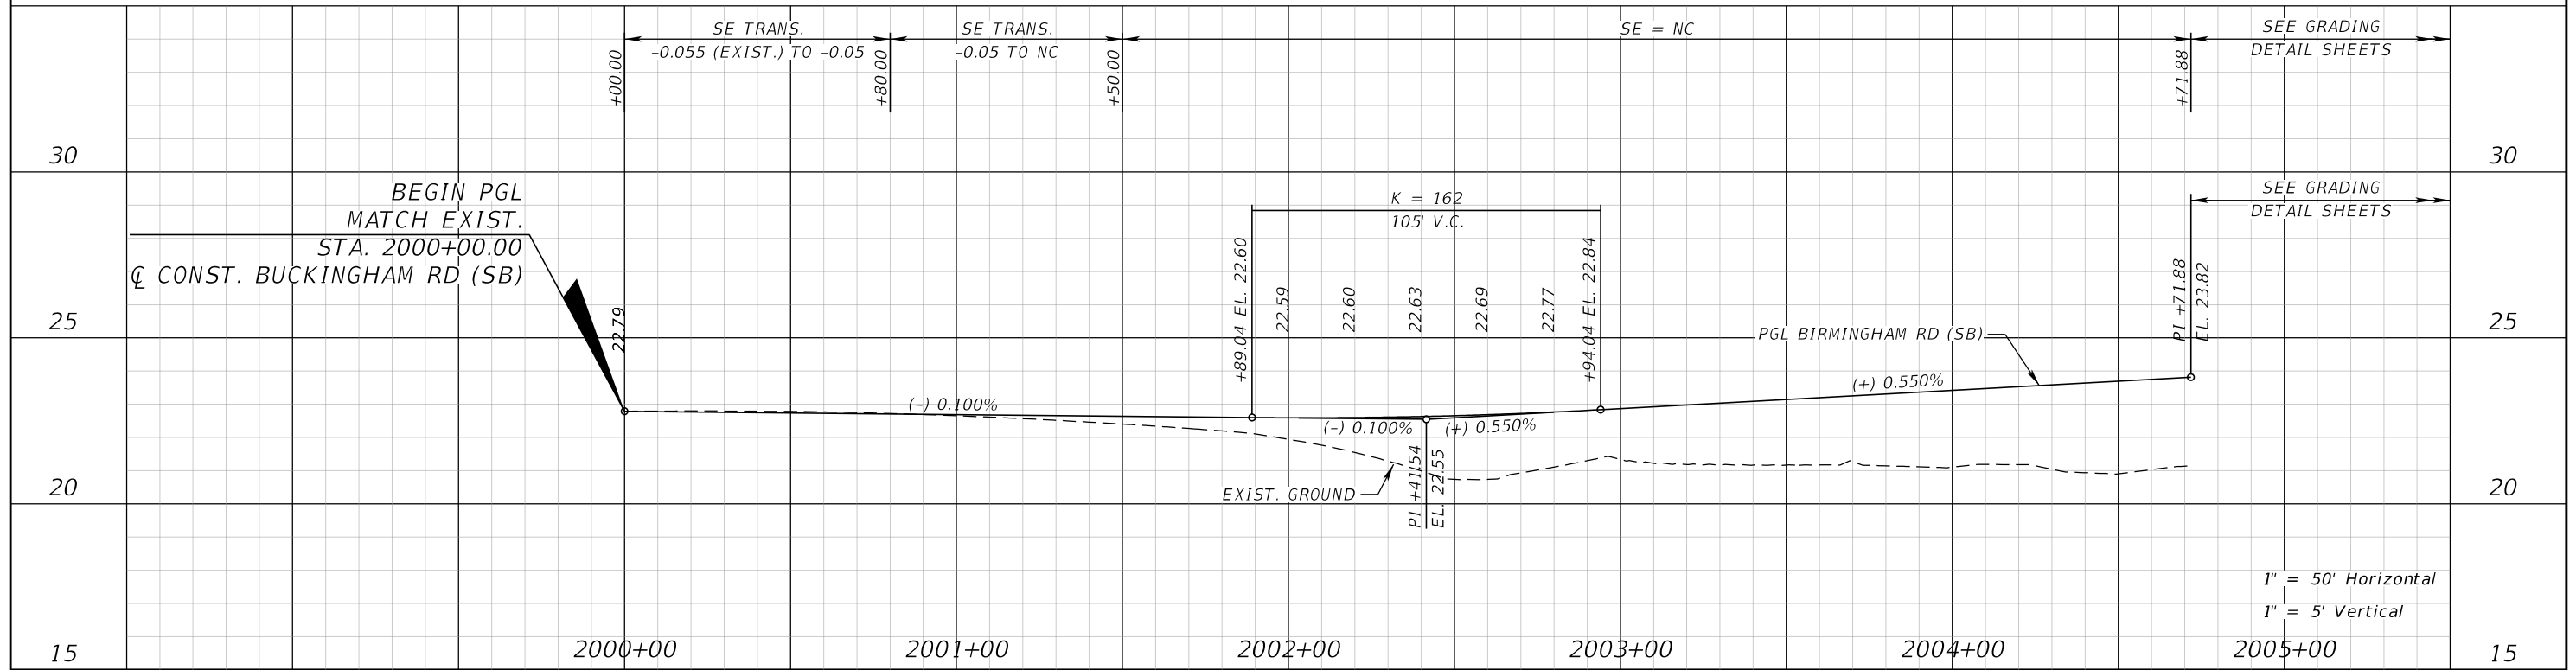 SE TRANS.
-0.055 (EXIST.) TO -0.05
SE TRANS.
-0.05 TO NC
SE = NC
SEE GRADING
DETAIL SHEETS
+00.00
+80.00
+50.00
+71.88
30
30
BEGIN PGL
MATCH EXIST.
STA. 2000+00.00
℄ CONST. BUCKINGHAM RD (SB)
K = 162
105' V.C.
SEE GRADING
DETAIL SHEETS
22.79
+89.04 EL. 22.60
22.59
22.60
22.63
22.69
22.77
+94.04 EL. 22.84
PI +71.88
EL. 23.82
25
25
PGL BIRMINGHAM RD (SB)
(-) 0.100%
(+) 0.550%
(-) 0.100%
(+) 0.550%
PI +41.54
EL. 22.55
EXIST. GROUND
20
20
1" = 50' Horizontal
1" = 5' Vertical
15
2000+00
2001+00
2002+00
2003+00
2004+00
2005+00
15